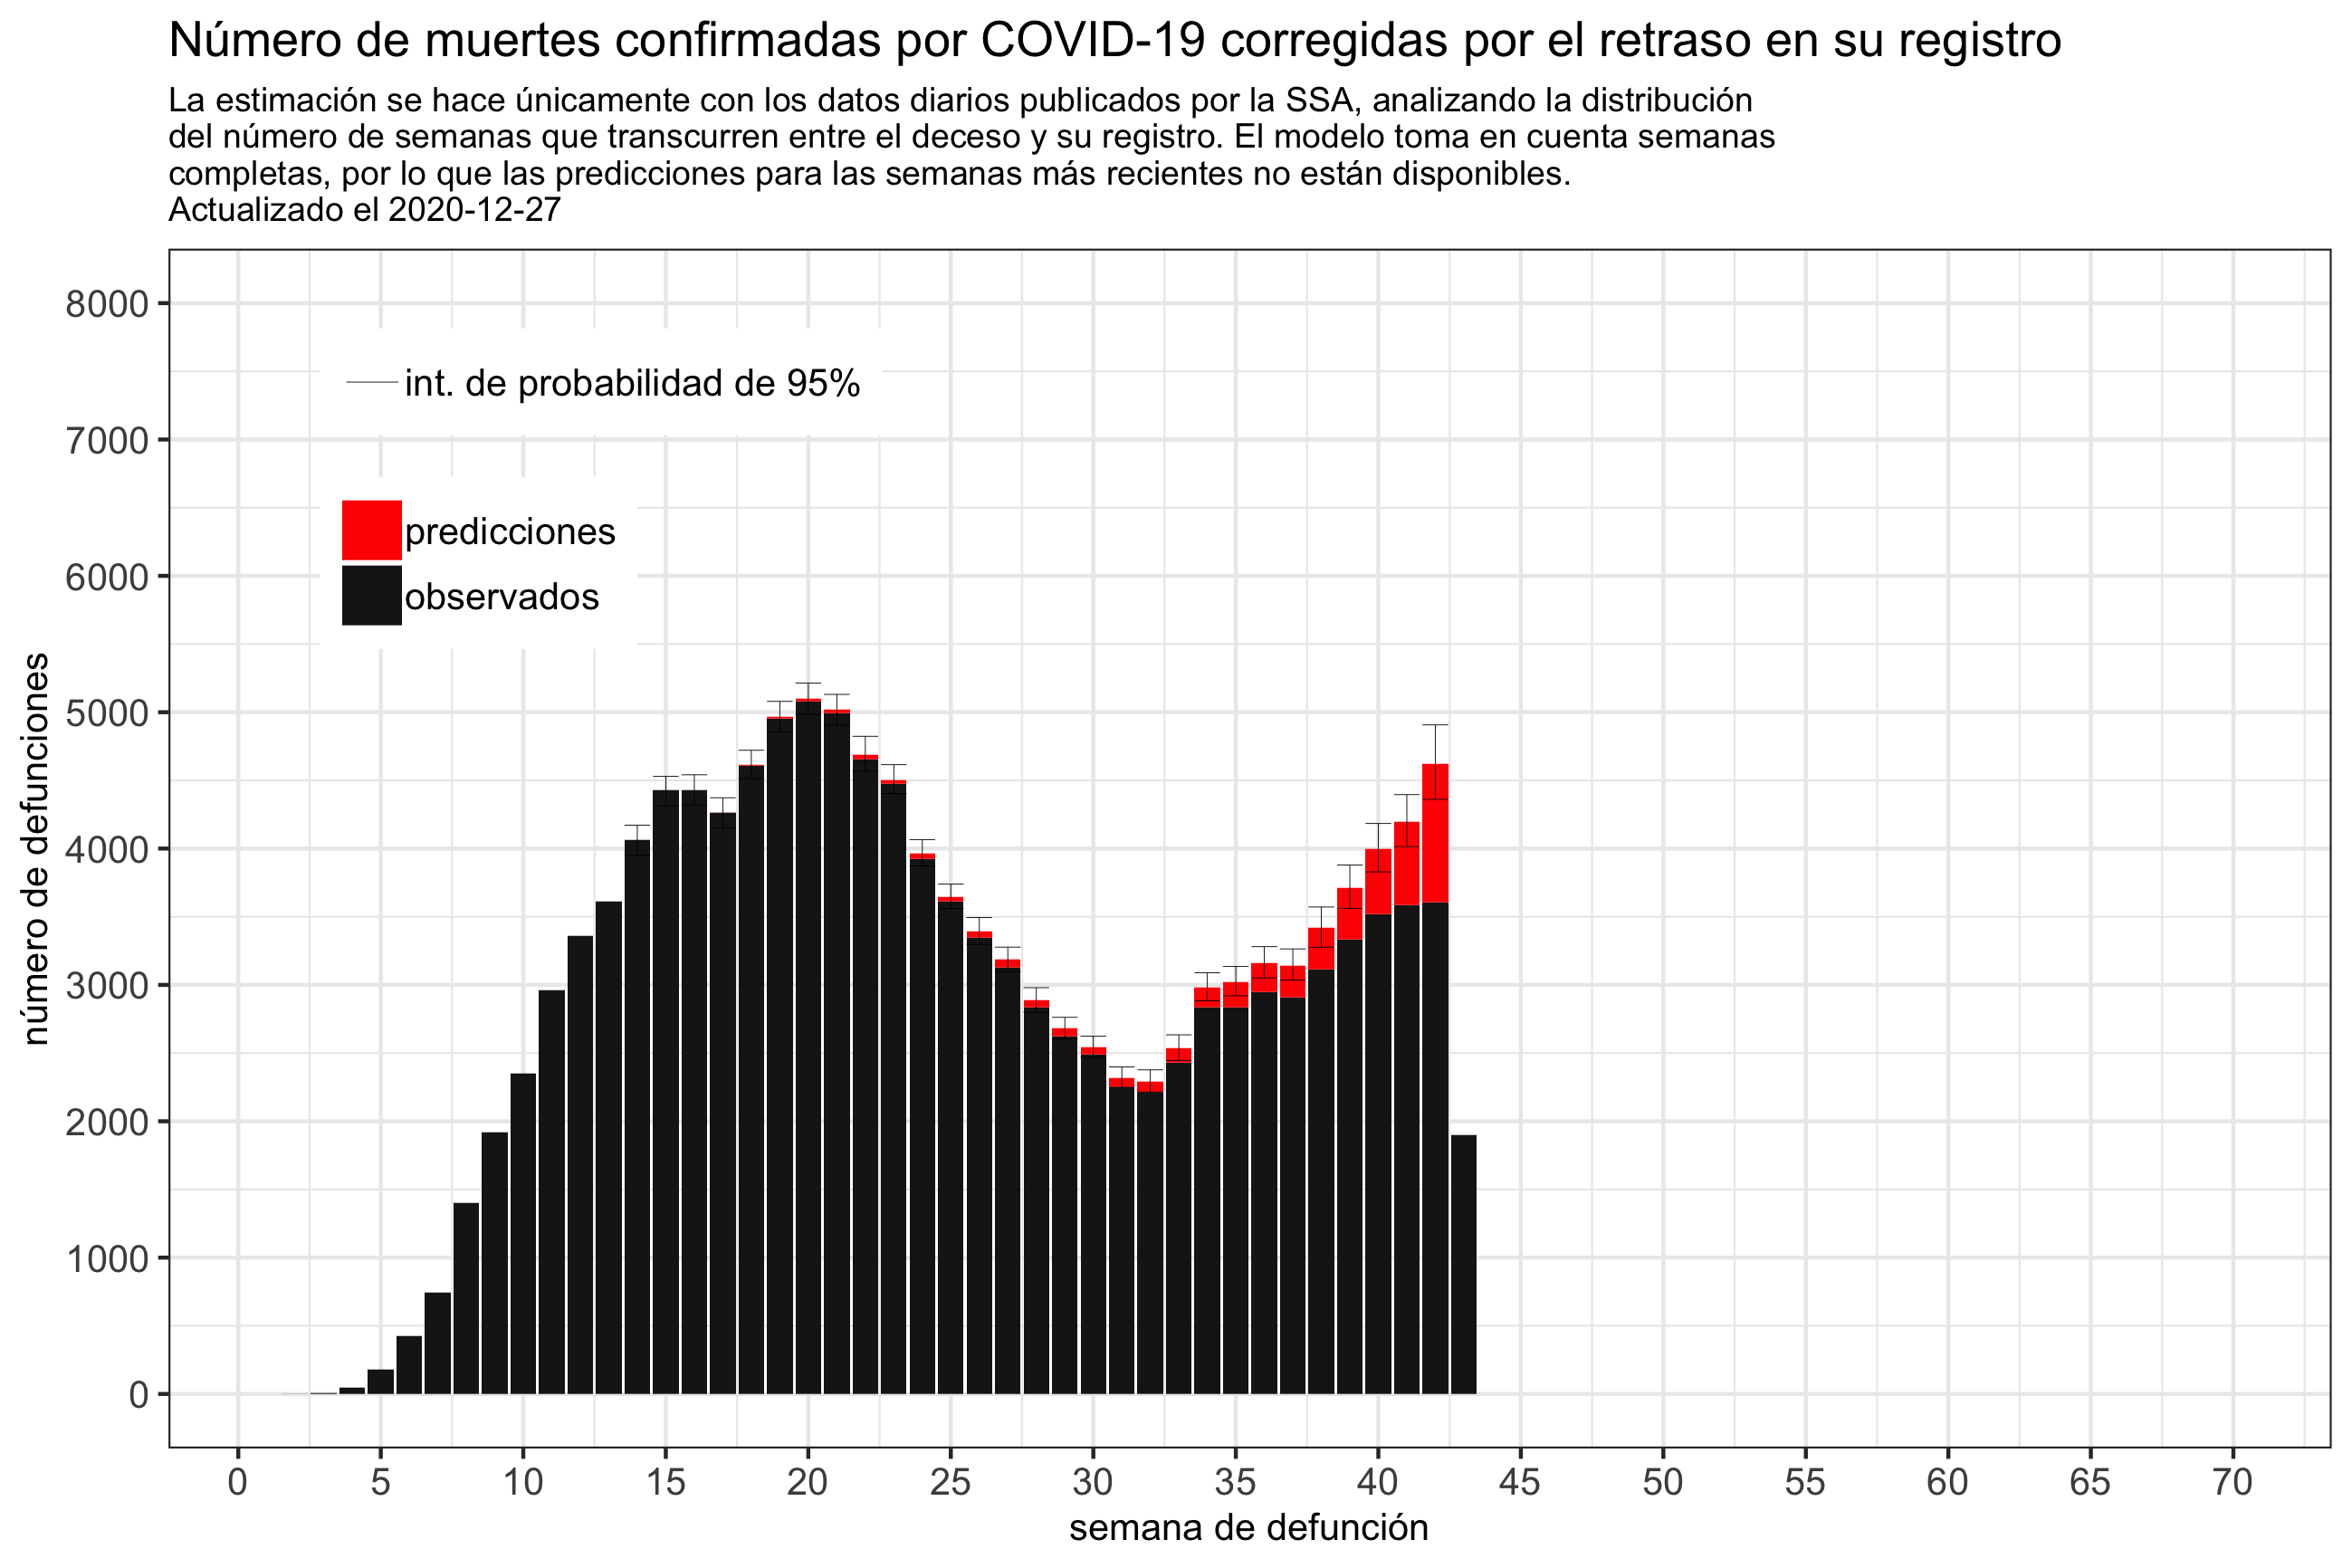 Número de muertes confirmadas por COVID-19 corregidas por el retraso en su registro
La estimación se hace únicamente con los datos diarios publicados por la SSA, analizando la distribución
del número de semanas que transcurren entre el deceso y su registro. El modelo toma en cuenta semanas
completas, por lo que las predicciones para las semanas más recientes no están disponibles.
Actualizado el 2020-12-27
8000
int. de probabilidad de 95%
7000
predicciones
6000
observados
5000
4000
3000
2000
1000
0
número de defunciones
0 5 10 15 20 25 30 35 40 45 50 55 60 65 70
semana de defunción